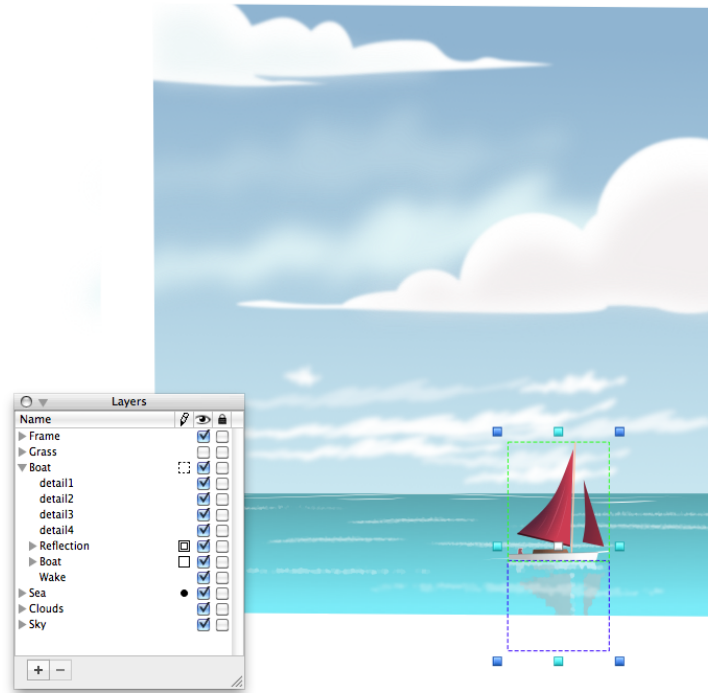 Layers
Name
Frame
Grass
Boat
detail1
detail2
detail3
detail4
Reflection
Boat
Wake
Sea
Clouds
Sky